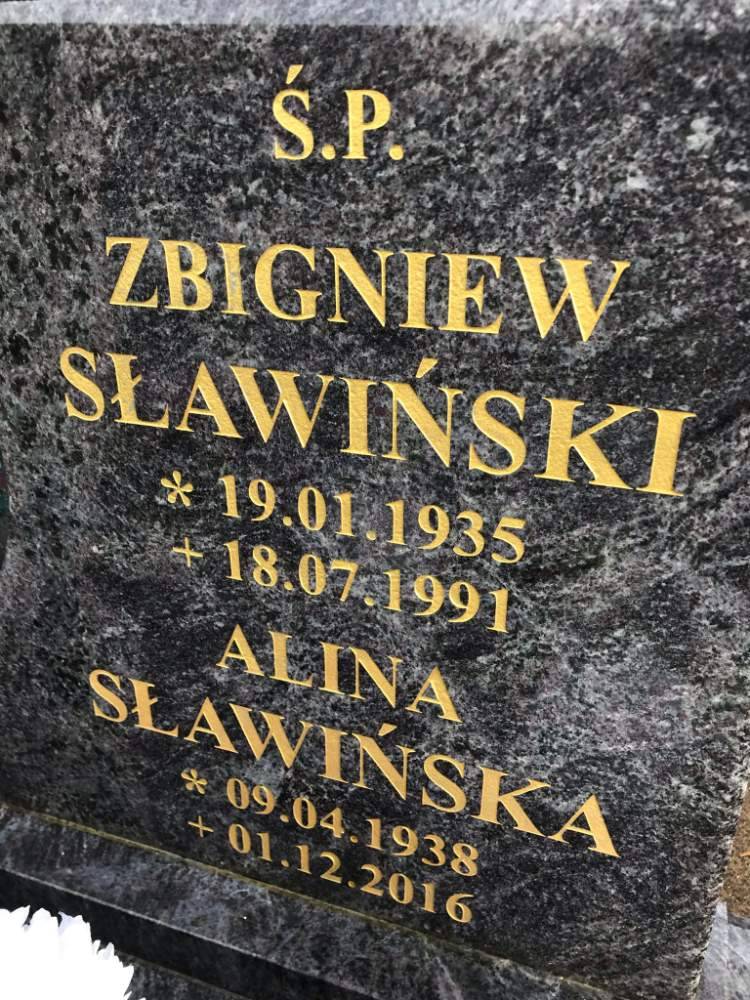 Ś.P.
ZBIGNIEW
SŁAWIŃSKI
* 19.01.1935
+ 18.07.1991
ALINA
SŁAWIŃSKA
* 09.04.1938
+ 01.12.2016